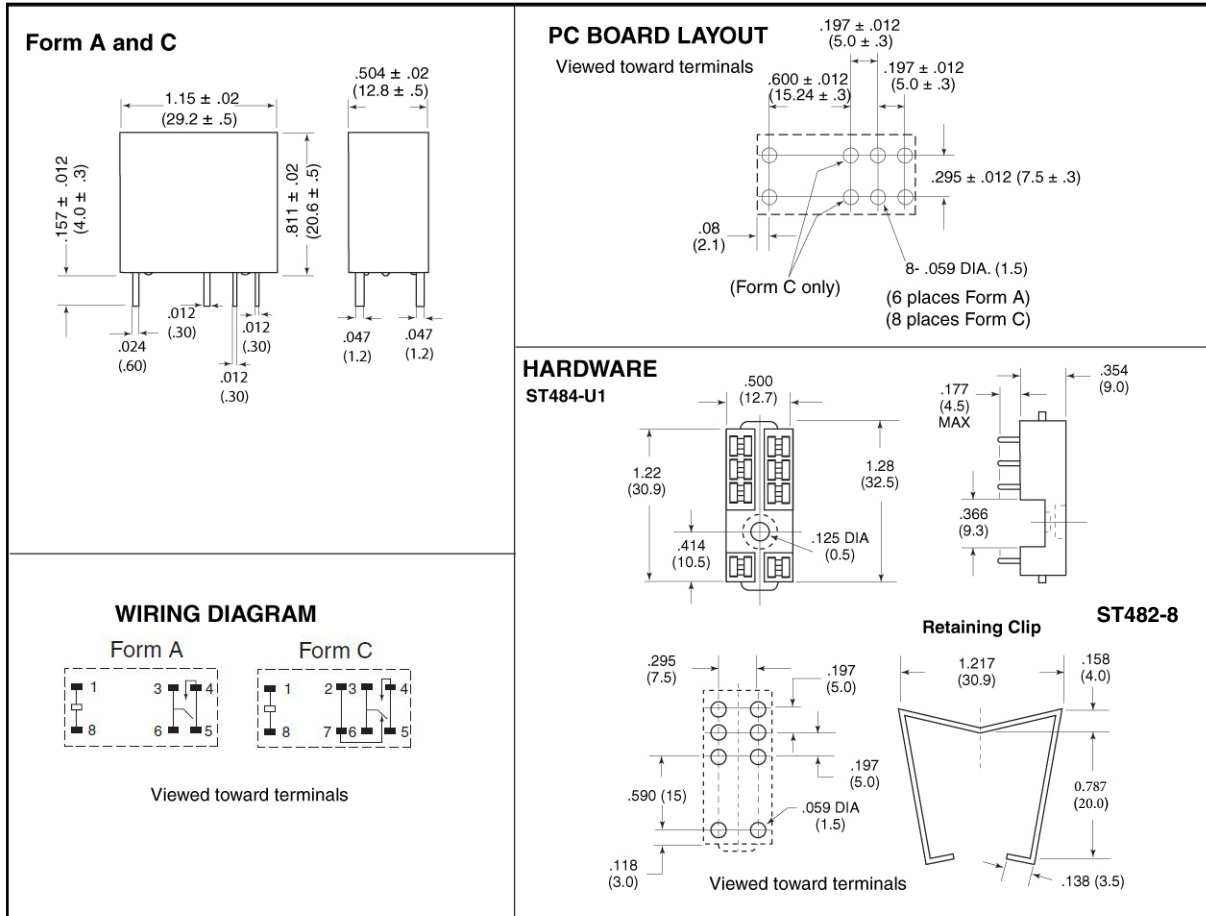 Form A and C
1.15 ± .02
(29.2 ± .5)
.504 ± .02
(12.8 ± .5)
.157 ± .012
(4.0 ± .3)
.811 ± .02
(20.6 ± .5)
.024
(.60)
.012
(.30)
.012
(.30)
.012
(.30)
.047
(1.2)
.047
(1.2)
WIRING DIAGRAM
Form A
1 3 4
8 6 5
Form C
1 2 3 4
8 7 6 5
Viewed toward terminals
PC BOARD LAYOUT
Viewed toward terminals
.197 ± .012
(5.0 ± .3)
.600 ± .012
(15.24 ± .3)
.197 ± .012
(5.0 ± .3)
.295 ± .012 (7.5 ± .3)
.08
(2.1)
(Form C only)
8- .059 DIA. (1.5)
(6 places Form A)
(8 places Form C)
HARDWARE
ST484-U1
.500
(12.7)
1.22
(30.9)
1.28
(32.5)
.414
(10.5)
.125 DIA
(0.5)
.177
(4.5)
MAX
.354
(9.0)
.366
(9.3)
.295
(7.5)
.197
(5.0)
.197
(5.0)
.590 (15)
.059 DIA
(1.5)
.118
(3.0)
Viewed toward terminals
ST482-8
Retaining Clip
1.217
(30.9)
.158
(4.0)
0.787
(20.0)
.138 (3.5)